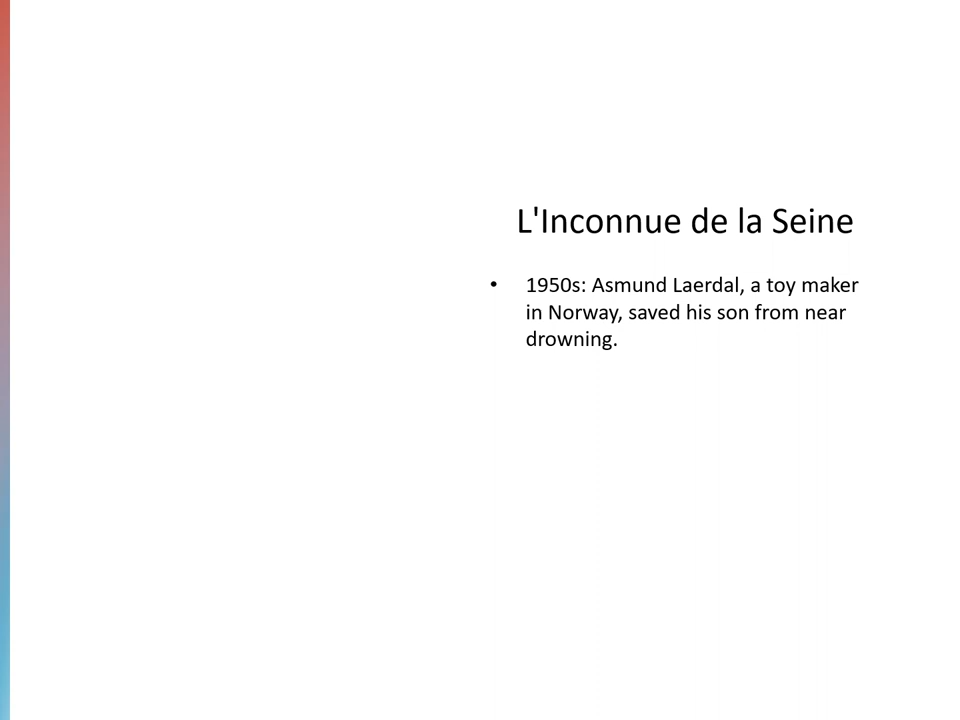 L'Inconnue de la Seine
• 1950s: Asmund Laerdal, a toy maker
in Norway, saved his son from near
drowning.